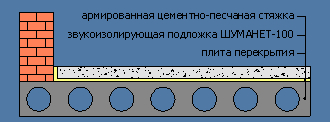 армированная цементно-песчаная стяжка
звукоизолирующая подложка ШУМАНЕТ-100
плита перекрытия